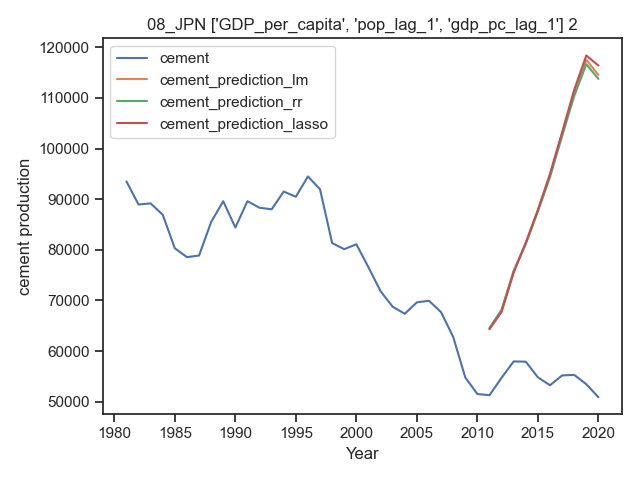 08_JPN ['GDP_per_capita', 'pop_lag_1', 'gdp_pc_lag_1'] 2
cement
cement_prediction_lm
cement_prediction_rr
cement_prediction_lasso
cement production
120000
110000
100000
90000
80000
70000
60000
50000
1980 1985 1990 1995 2000 2005 2010 2015 2020
Year